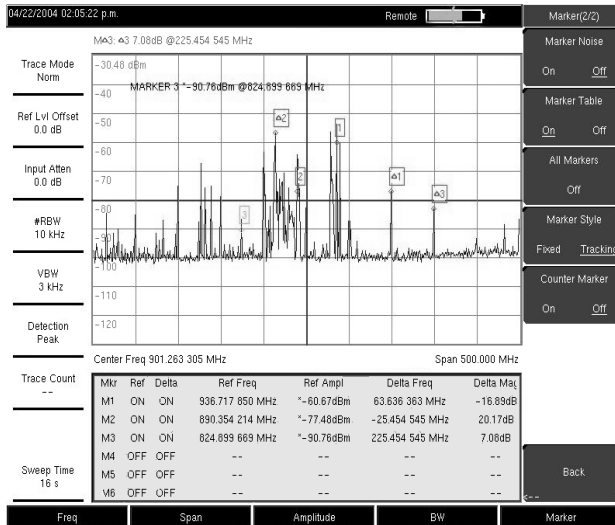 04/22/2004 02:05:22 p.m.
Remote
Marker(2/2)
MΔ3: Δ3 7.08dB @225.454 545 MHz
Marker Noise
On Off
Trace Mode
Norm
-30.46 dBm
-40
MARKER 3 *-90.76dBm @824.899 669 MHz
Marker Table
On Off
Ref Lvl Offset
0.0 dB
-50
Δ2
1
-60
All Markers
Off
Input Atten
0.0 dB
-70
2
Δ1
Δ3
-80
3
#RBW
10 kHz
-90
Marker Style
Fixed Tracking
-100
VBW
3 kHz
-110
Counter Marker
On Off
-120
Detection
Peak
Center Freq 901.263 305 MHz Span 500.000 MHz
Trace Count
--
Mkr Ref Delta Ref Freq Ref Ampl Delta Freq Delta Mag
M1 ON ON 936.717 850 MHz *-60.67dBm 63.636 363 MHz -16.89dB
M2 ON ON 890.354 214 MHz *-77.48dBm -25.454 545 MHz 20.17dB
M3 ON ON 824.899 669 MHz *-90.76dBm 225.454 545 MHz 7.08dB
M4 OFF OFF -- -- -- --
M5 OFF OFF -- -- -- --
M6 OFF OFF -- -- -- --
Sweep Time
16 s
Back
<--
Freq Span Amplitude BW Marker